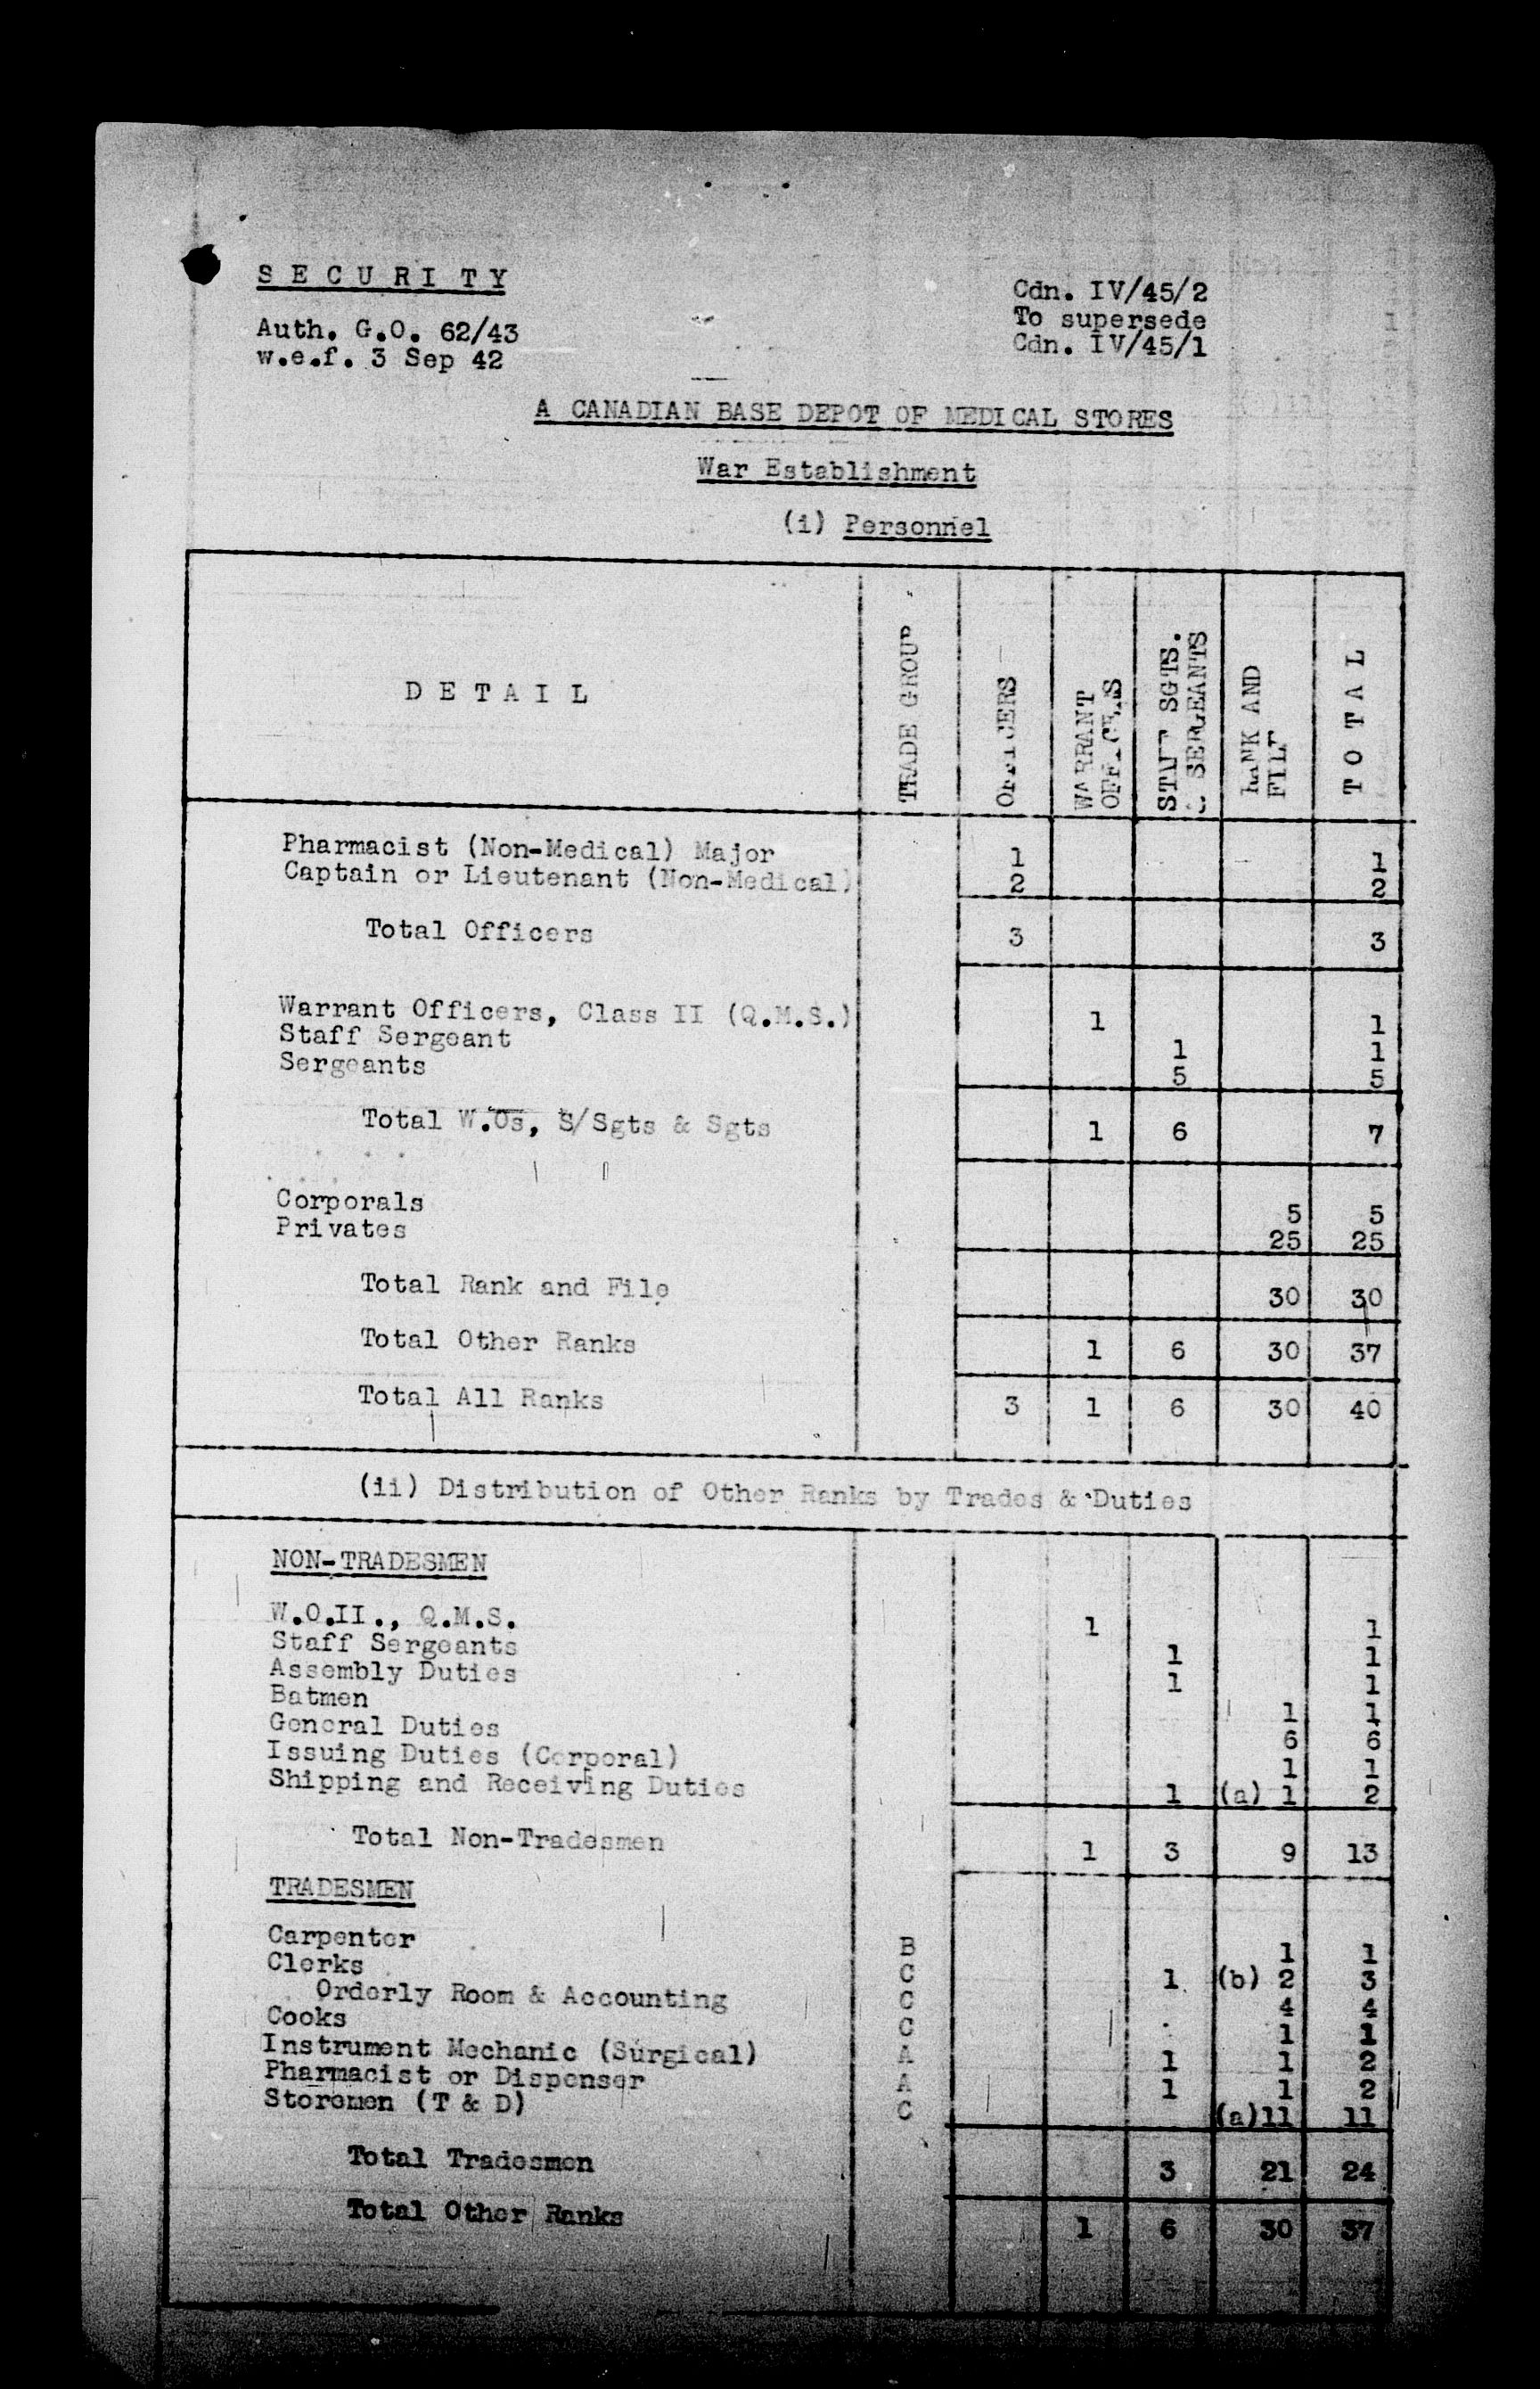 S E C U R I T Y
Auth. G.O. 62/43
w.e.f. 3 Sep 42
Cdn. IV/45/2
To supersede
Cdn. IV/45/1
A CANADIAN BASE DEPOT OF MEDICAL STORES
War Establishment
(i) Personnel
D E T A I L
TRADE GROUP
OFFICERS
WARRANT
OFFICERS
STAFF SGTS.
& SERGEANTS
RANK AND
FILE
T O T A L
Pharmacist (Non-Medical) Major 1 1
Captain or Lieutenant (Non-Medical) 2 2
Total Officers 3 3
Warrant Officers, Class II (Q.M.S.) 1 1
Staff Sergeant 1 1
Sergeants 5 5
Total W.Os, S/Sgts & Sgts 1 6 7
Corporals 5 5
Privates 25 25
Total Rank and File 30 30
Total Other Ranks 1 6 30 37
Total All Ranks 3 1 6 30 40
(ii) Distribution of Other Ranks by Trades & Duties
NON-TRADESMEN
W.O.II., Q.M.S. 1 1
Staff Sergeants 1 1
Assembly Duties 1 1
Batmen 1 1
General Duties 6 6
Issuing Duties (Corporal) 1 1
Shipping and Receiving Duties 1 (a) 1 2
Total Non-Tradesmen 1 3 9 13
TRADESMEN
Carpenter B 1 1
Clerks C 1 (b) 2 3
Orderly Room & Accounting C 4 4
Cooks C 1 1
Instrument Mechanic (Surgical) A 1 1 2
Pharmacist or Dispenser A 1 1 2
Storemen (T & D) C (a)11 11
Total Tradesmen 3 21 24
Total Other Ranks 1 6 30 37